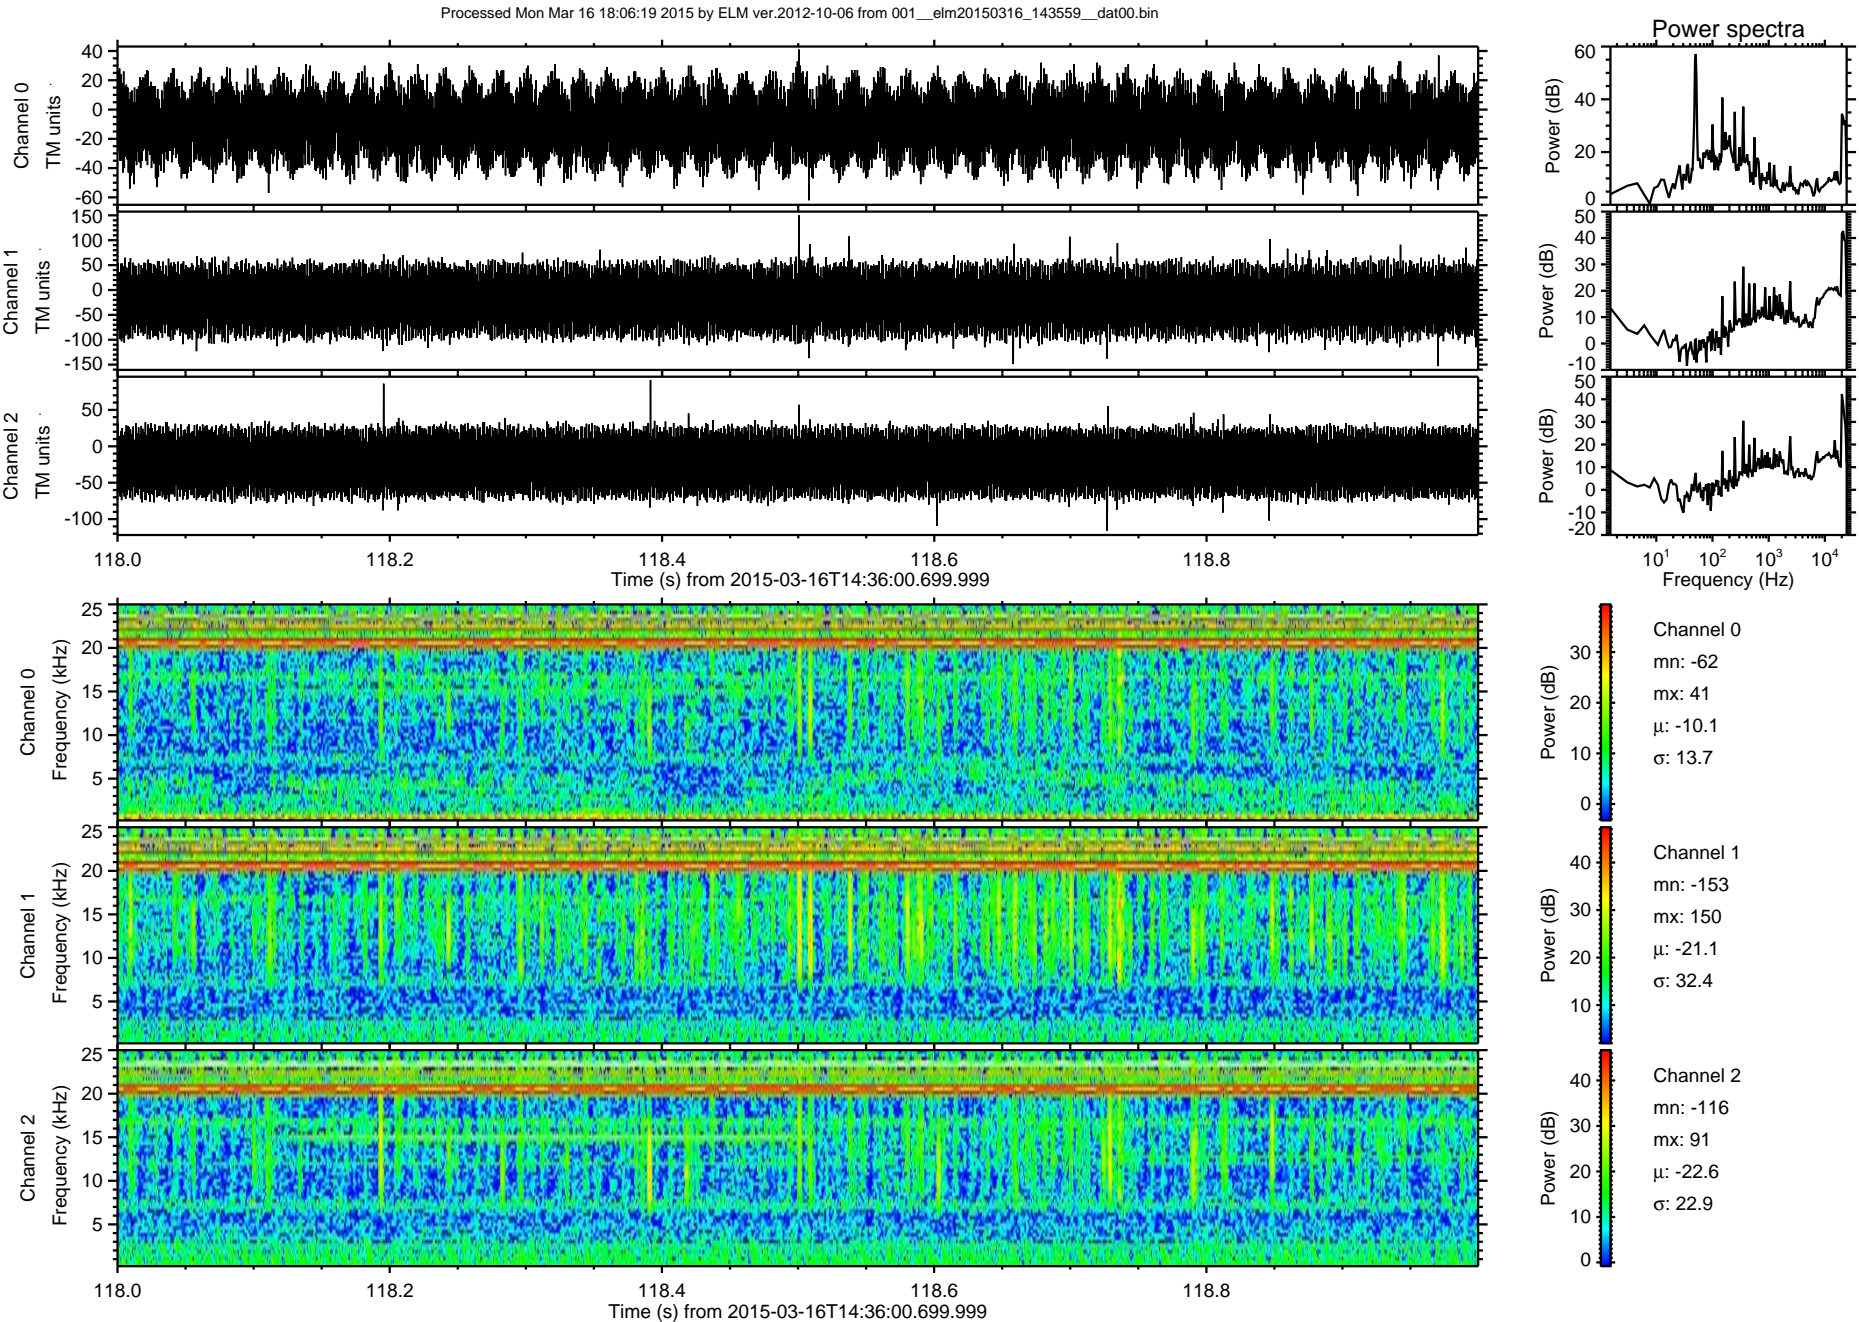 Processed Mon Mar 16 18:06:19 2015 by ELM ver.2012-10-06 from 001__elm20150316_143559__dat00.bin
Power spectra
Channel 0
TM units
40
20
0
-20
-40
-60
Power (dB)
60
40
20
0
Channel 1
TM units
150
100
50
0
-50
-100
-150
Power (dB)
50
40
30
20
10
0
-10
Channel 2
TM units
50
0
-50
-100
Power (dB)
50
40
30
20
10
0
-10
-20
118.0 118.2 118.4 118.6 118.8
Time (s) from 2015-03-16T14:36:00.699.999
10^1 10^2 10^3 10^4
Frequency (Hz)
Channel 0
Frequency (kHz)
25
20
15
10
5
Power (dB)
30
20
10
0
Channel 0
mn: -62
mx: 41
μ: -10.1
σ: 13.7
Channel 1
Frequency (kHz)
25
20
15
10
5
Power (dB)
40
30
20
10
Channel 1
mn: -153
mx: 150
μ: -21.1
σ: 32.4
Channel 2
Frequency (kHz)
25
20
15
10
5
Power (dB)
40
30
20
10
0
Channel 2
mn: -116
mx: 91
μ: -22.6
σ: 22.9
118.0 118.2 118.4 118.6 118.8
Time (s) from 2015-03-16T14:36:00.699.999